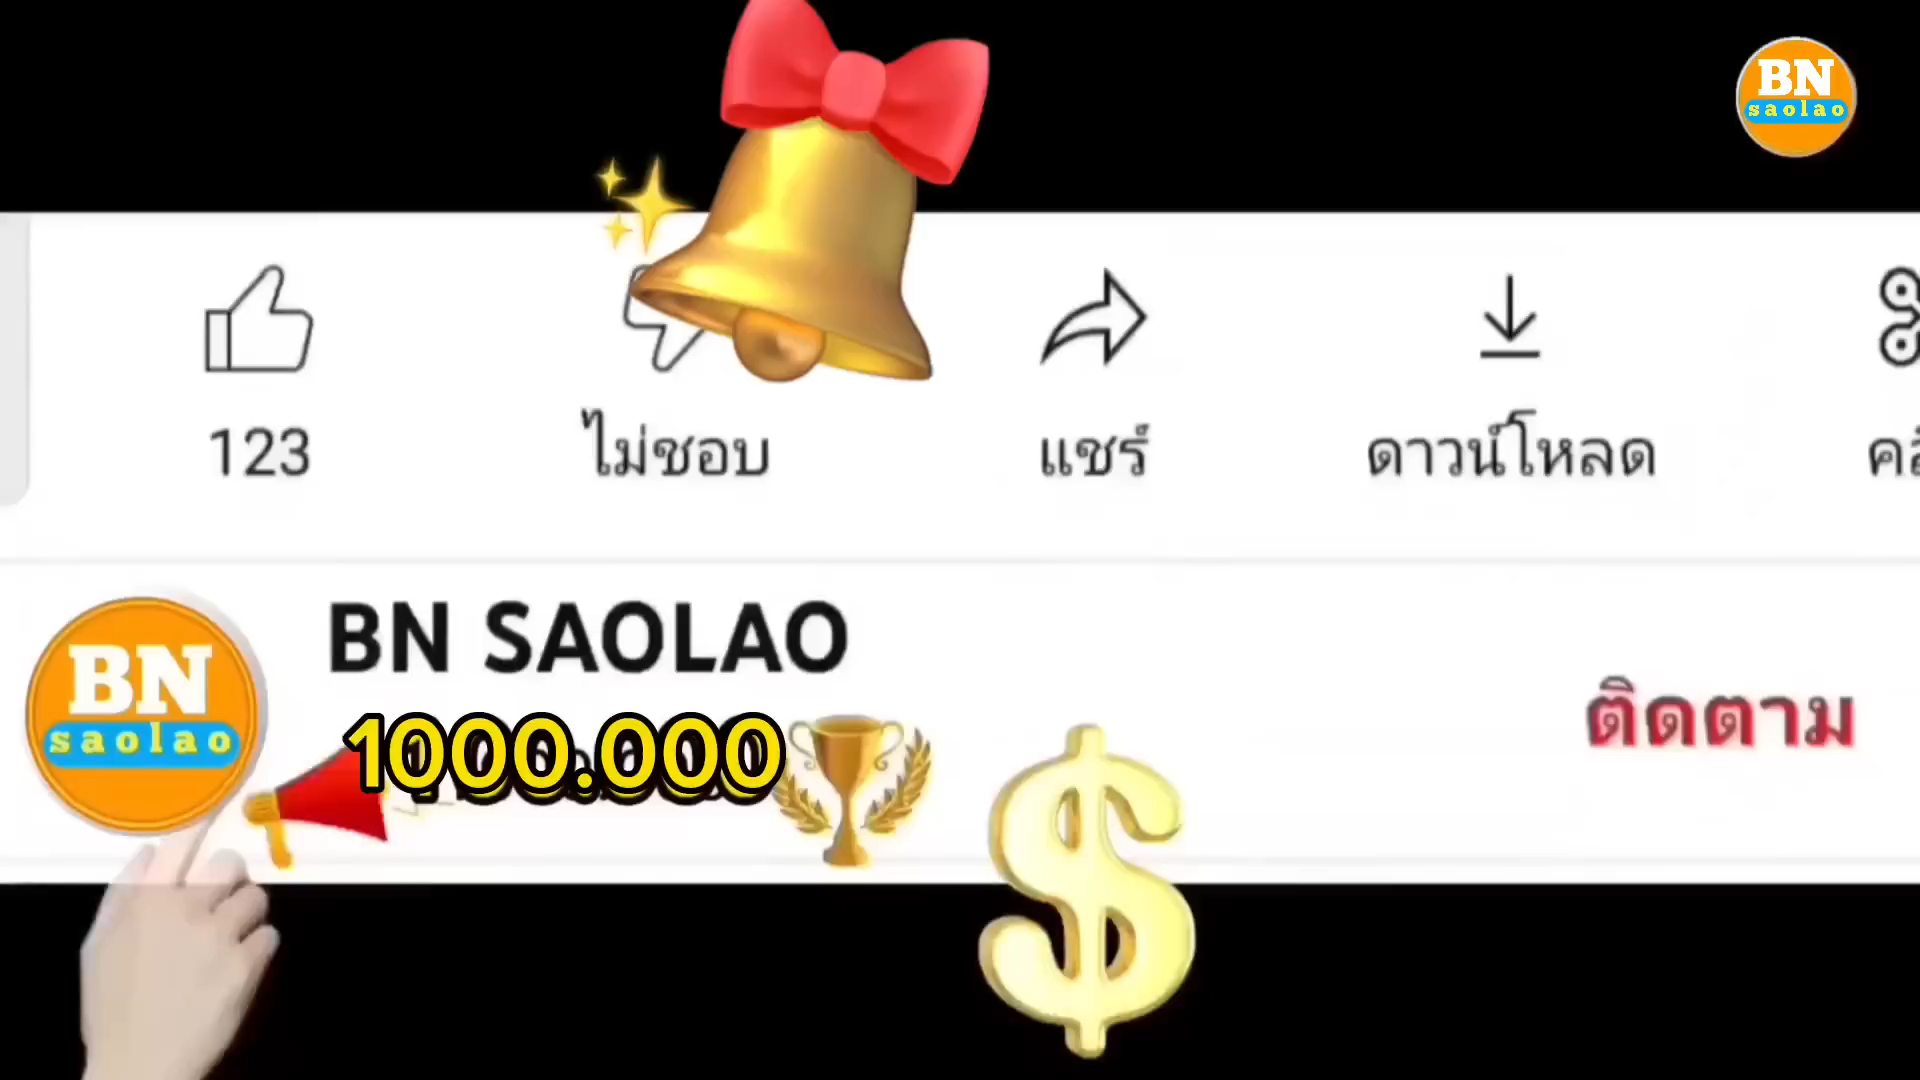 BN
saolao
123
ไม่ชอบ
แชร์
ดาวน์โหลด
BN SAOLAO
BN
saolao
1000.000
ติดตาม